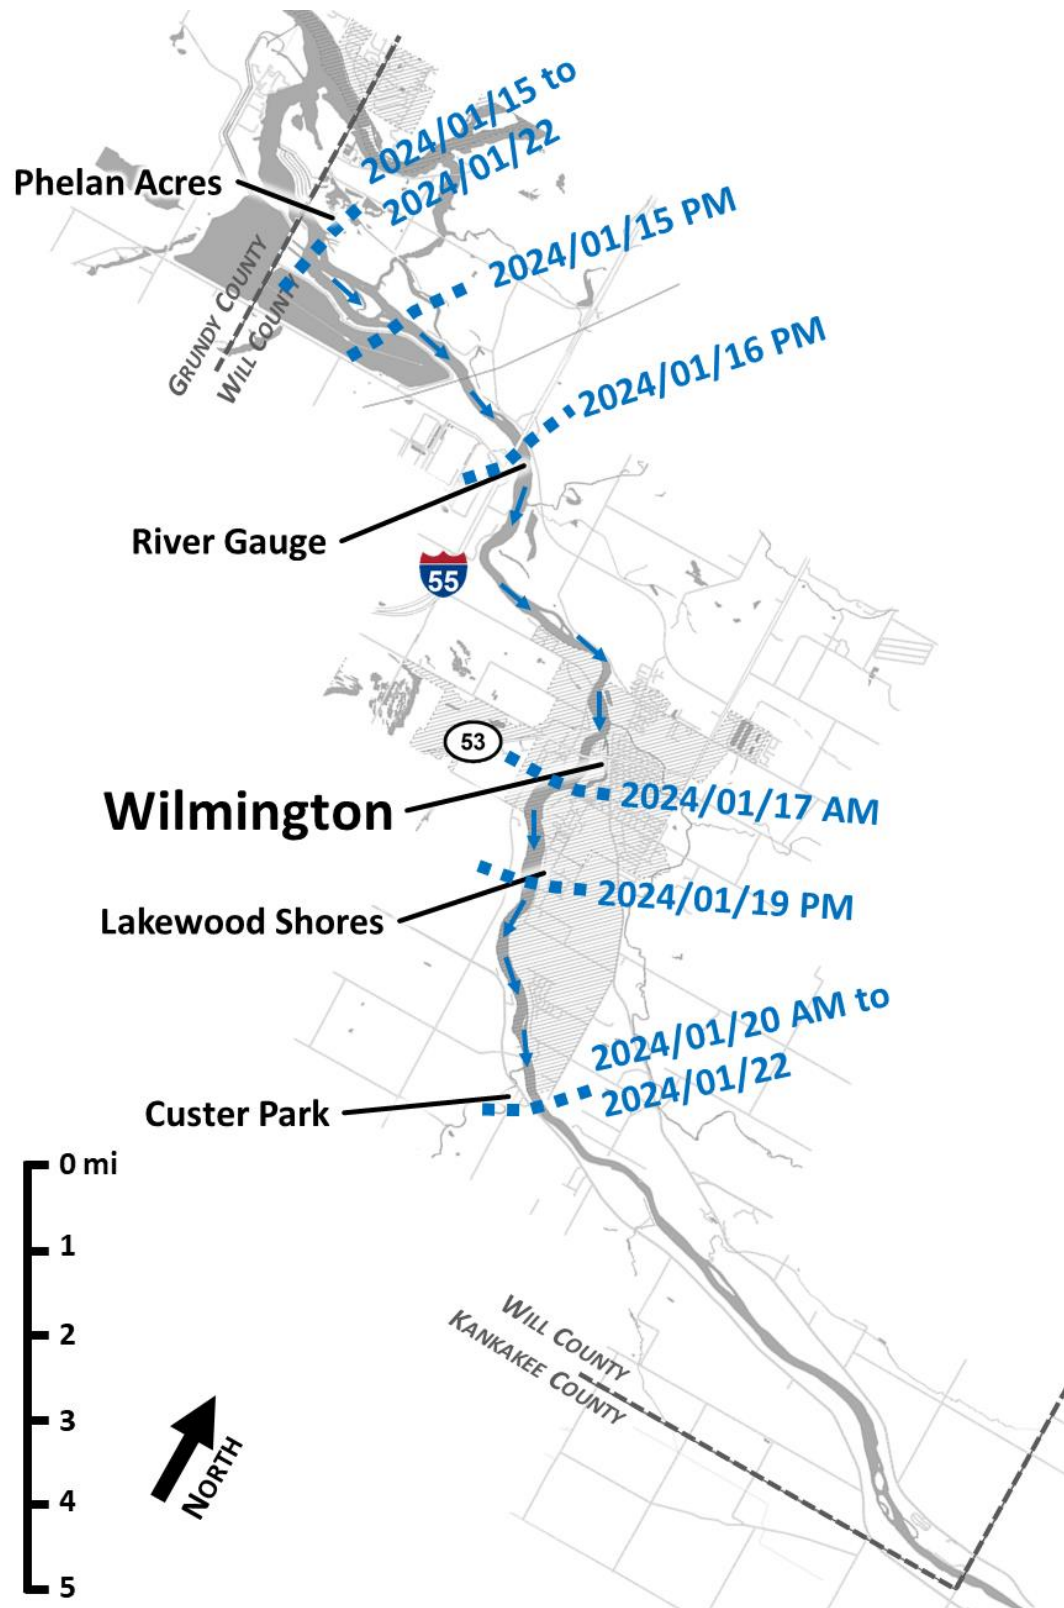 2024/01/15 to
2024/01/22
Phelan Acres
2024/01/15 PM
GRUNDY COUNTY
WILL COUNTY
2024/01/16 PM
River Gauge
55
53
Wilmington
2024/01/17 AM
2024/01/19 PM
Lakewood Shores
2024/01/20 AM to
2024/01/22
Custer Park
0 mi
1
2
3
4
5
WILL COUNTY
KANKAKEE COUNTY
NORTH